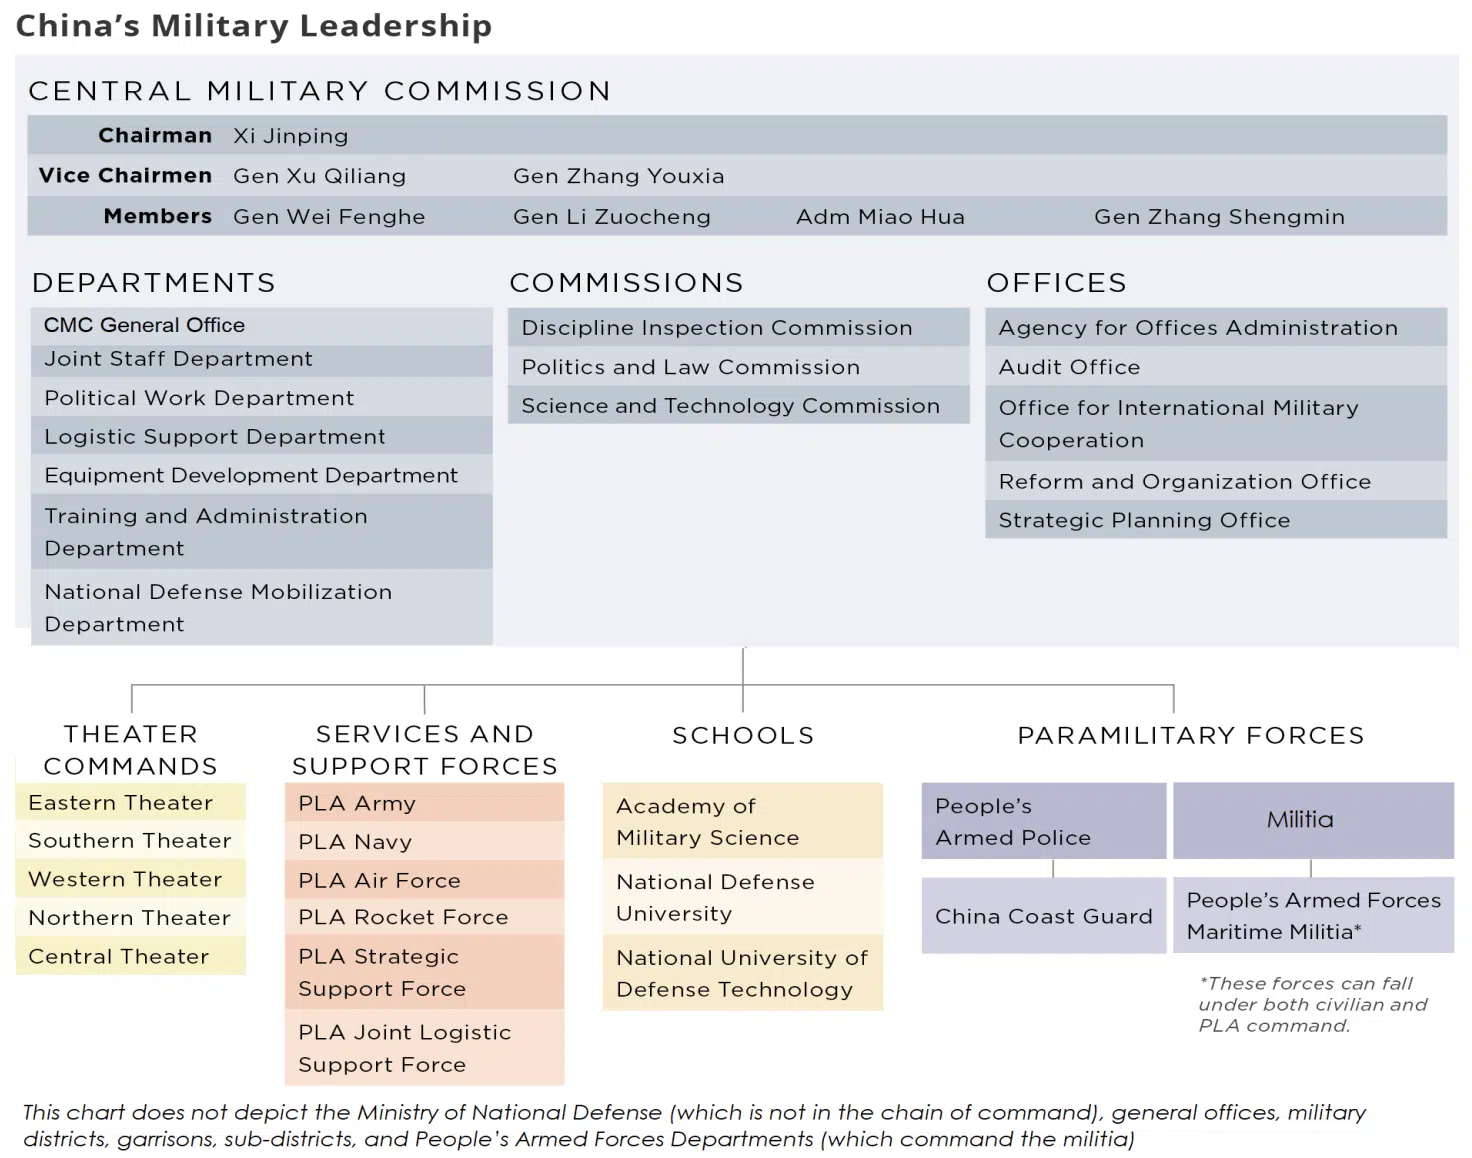 China's Military Leadership
CENTRAL MILITARY COMMISSION
Chairman Xi Jinping
Vice Chairmen Gen Xu Qiliang Gen Zhang Youxia
Members Gen Wei Fenghe Gen Li Zuocheng Adm Miao Hua Gen Zhang Shengmin
DEPARTMENTS
CMC General Office
Joint Staff Department
Political Work Department
Logistic Support Department
Equipment Development Department
Training and Administration
Department
National Defense Mobilization
Department
COMMISSIONS
Discipline Inspection Commission
Politics and Law Commission
Science and Technology Commission
OFFICES
Agency for Offices Administration
Audit Office
Office for International Military
Cooperation
Reform and Organization Office
Strategic Planning Office
THEATER
COMMANDS
Eastern Theater
Southern Theater
Western Theater
Northern Theater
Central Theater
SERVICES AND
SUPPORT FORCES
PLA Army
PLA Navy
PLA Air Force
PLA Rocket Force
PLA Strategic
Support Force
PLA Joint Logistic
Support Force
SCHOOLS
Academy of
Military Science
National Defense
University
National University of
Defense Technology
PARAMILITARY FORCES
People's
Armed Police
China Coast Guard
Militia
People's Armed Forces
Maritime Militia*
*These forces can fall
under both civilian and
PLA command.
This chart does not depict the Ministry of National Defense (which is not in the chain of command), general offices, military
districts, garrisons, sub-districts, and People's Armed Forces Departments (which command the militia)